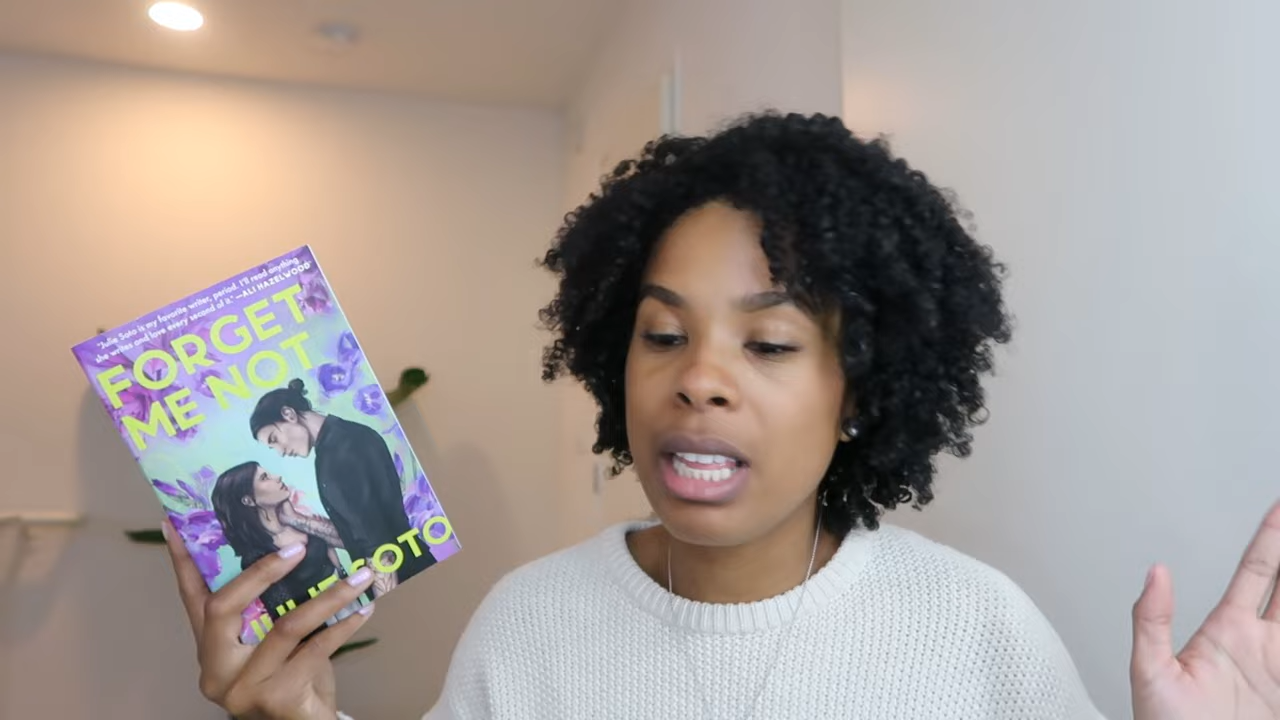 "Julie Soto is my favorite writer, period. I'll read anything
she writes and love every second of it." —ALI HAZELWOOD
FORGET
ME NOT
JULIE SOTO